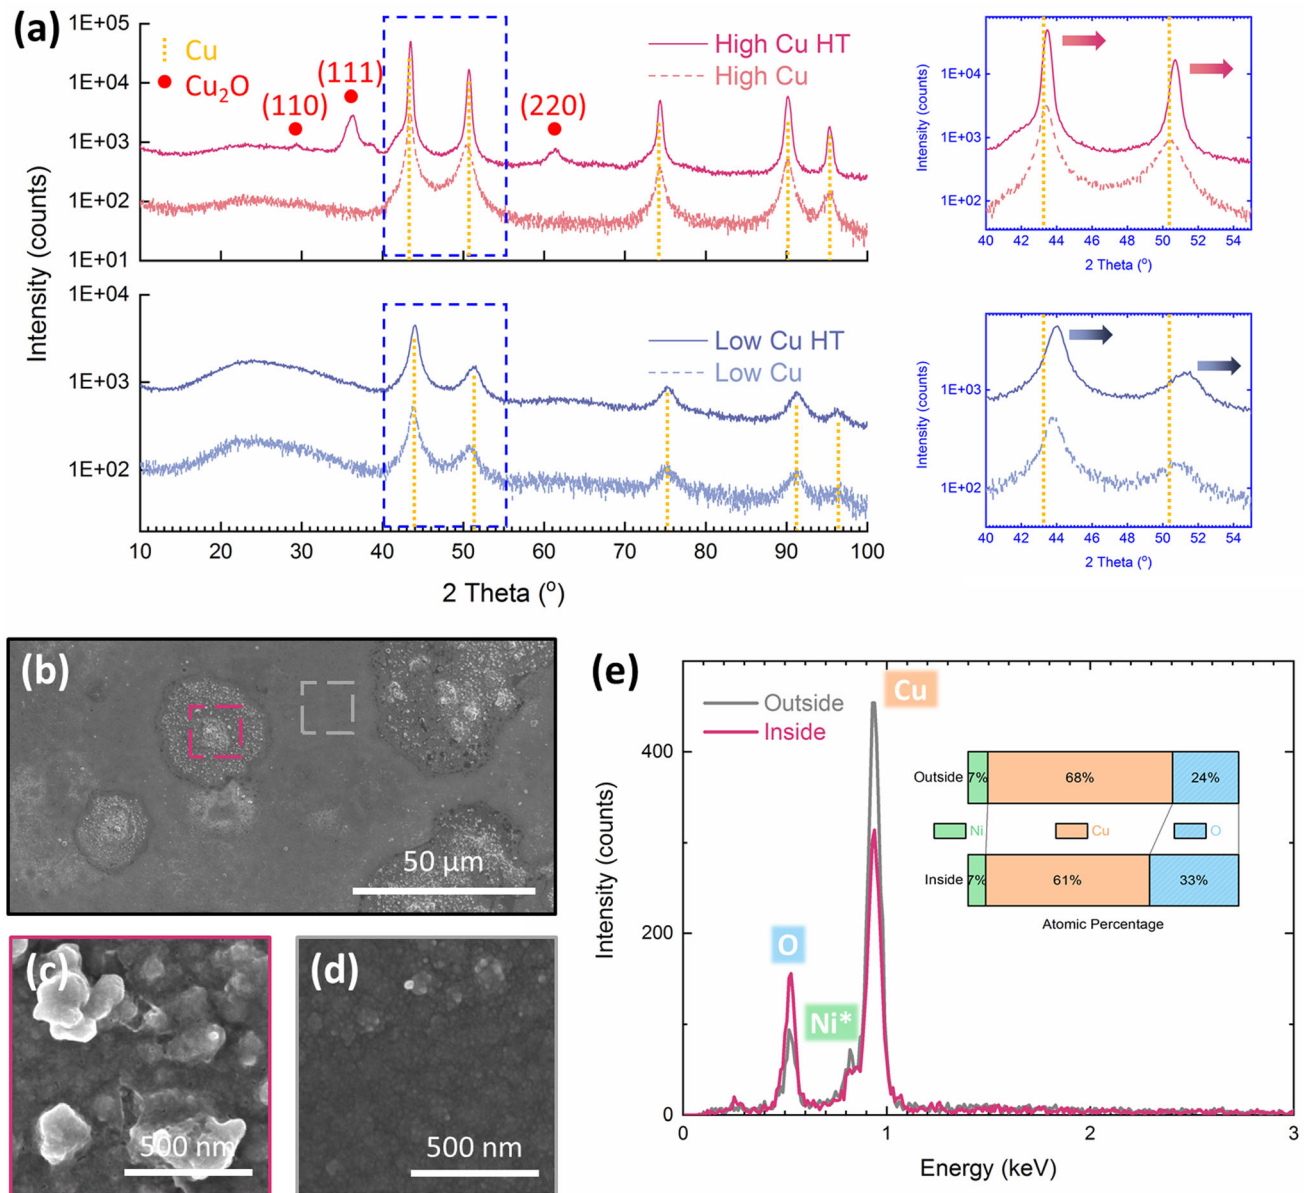 (a)
1E+05
1E+04
1E+03
1E+02
1E+01
Cu
Cu₂O
(110)
(111)
(220)
High Cu HT
High Cu
Intensity (counts)
1E+04
1E+03
1E+02
Low Cu HT
Low Cu
10 20 30 40 50 60 70 80 90 100
2 Theta (°)
Intensity (counts)
1E+04
1E+03
1E+02
40 42 44 46 48 50 52 54
2 Theta (°)
Intensity (counts)
1E+03
1E+02
40 42 44 46 48 50 52 54
2 Theta (°)
(b)
50 µm
(c)
500 nm
(d)
500 nm
(e)
Outside
Inside
Cu
O
Ni*
Intensity (counts)
400
200
0
0 1 2 3
Energy (keV)
Outside 7% 68% 24%
Ni Cu O
Inside 7% 61% 33%
Atomic Percentage